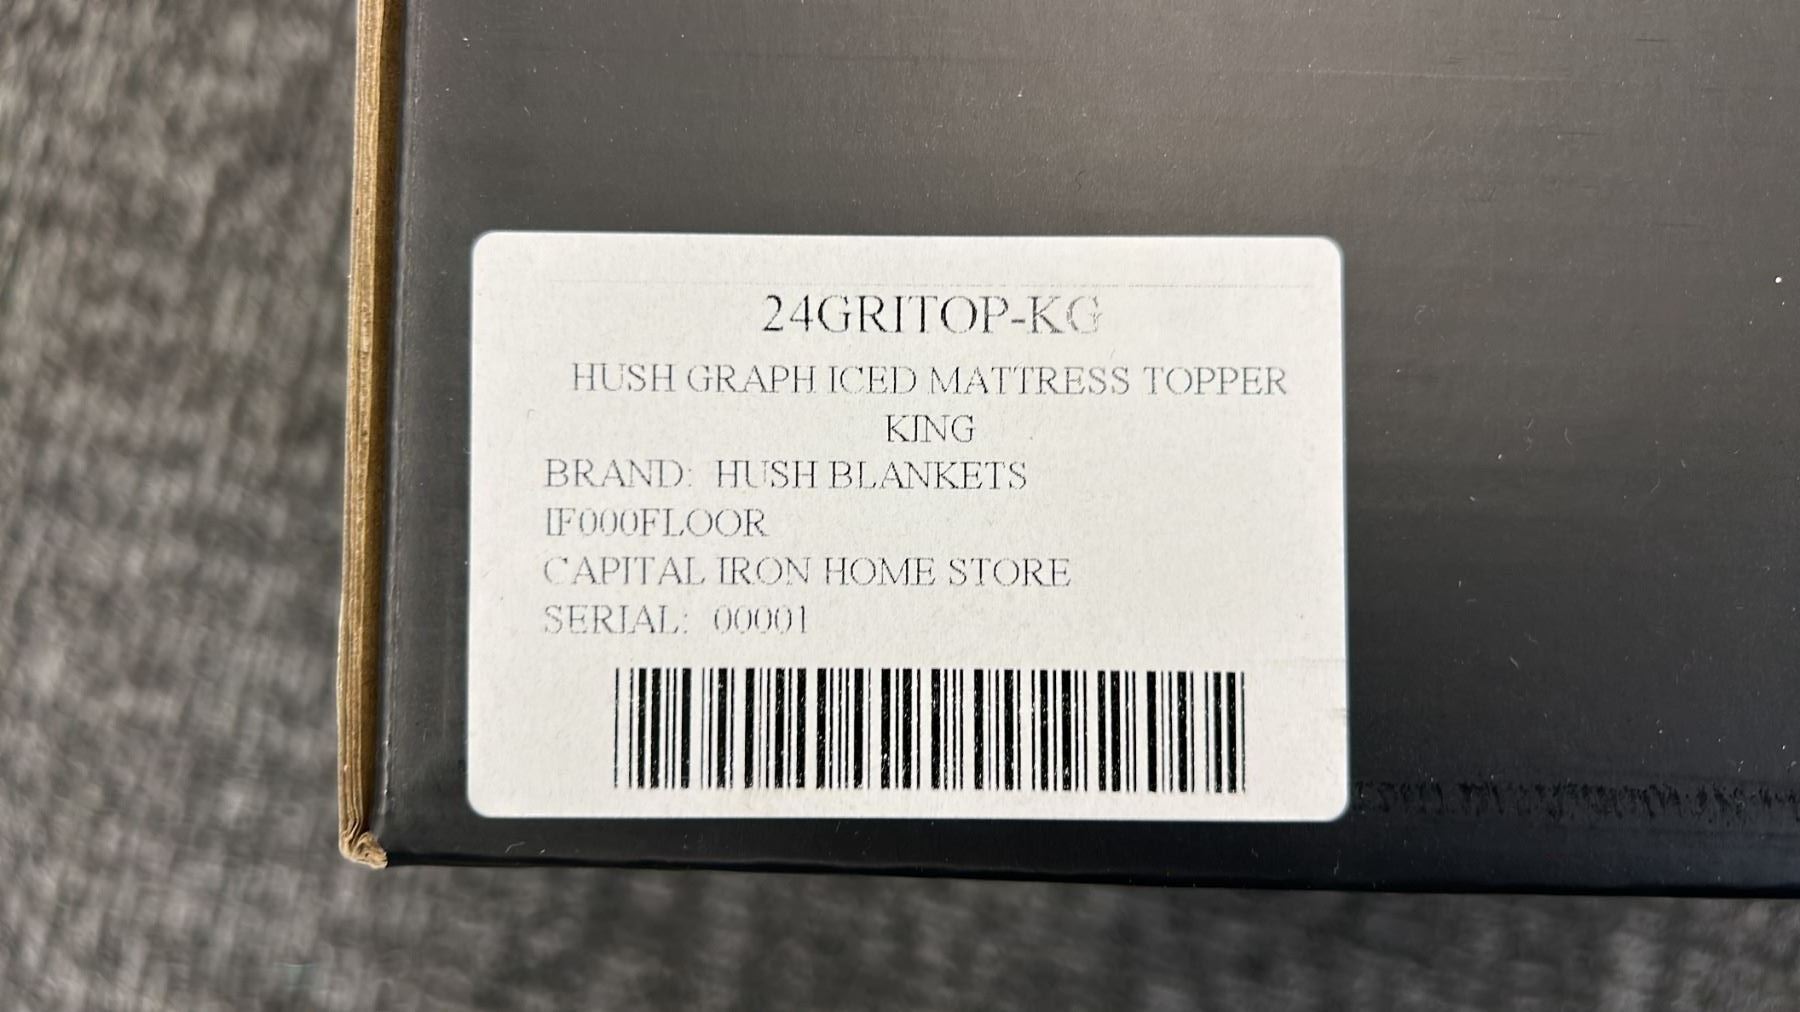 24GRITOP-KG
HUSH GRAPH ICED MATTRESS TOPPER
KING
BRAND: HUSH BLANKETS
IF000FLOOR
CAPITAL IRON HOME STORE
SERIAL: 00001